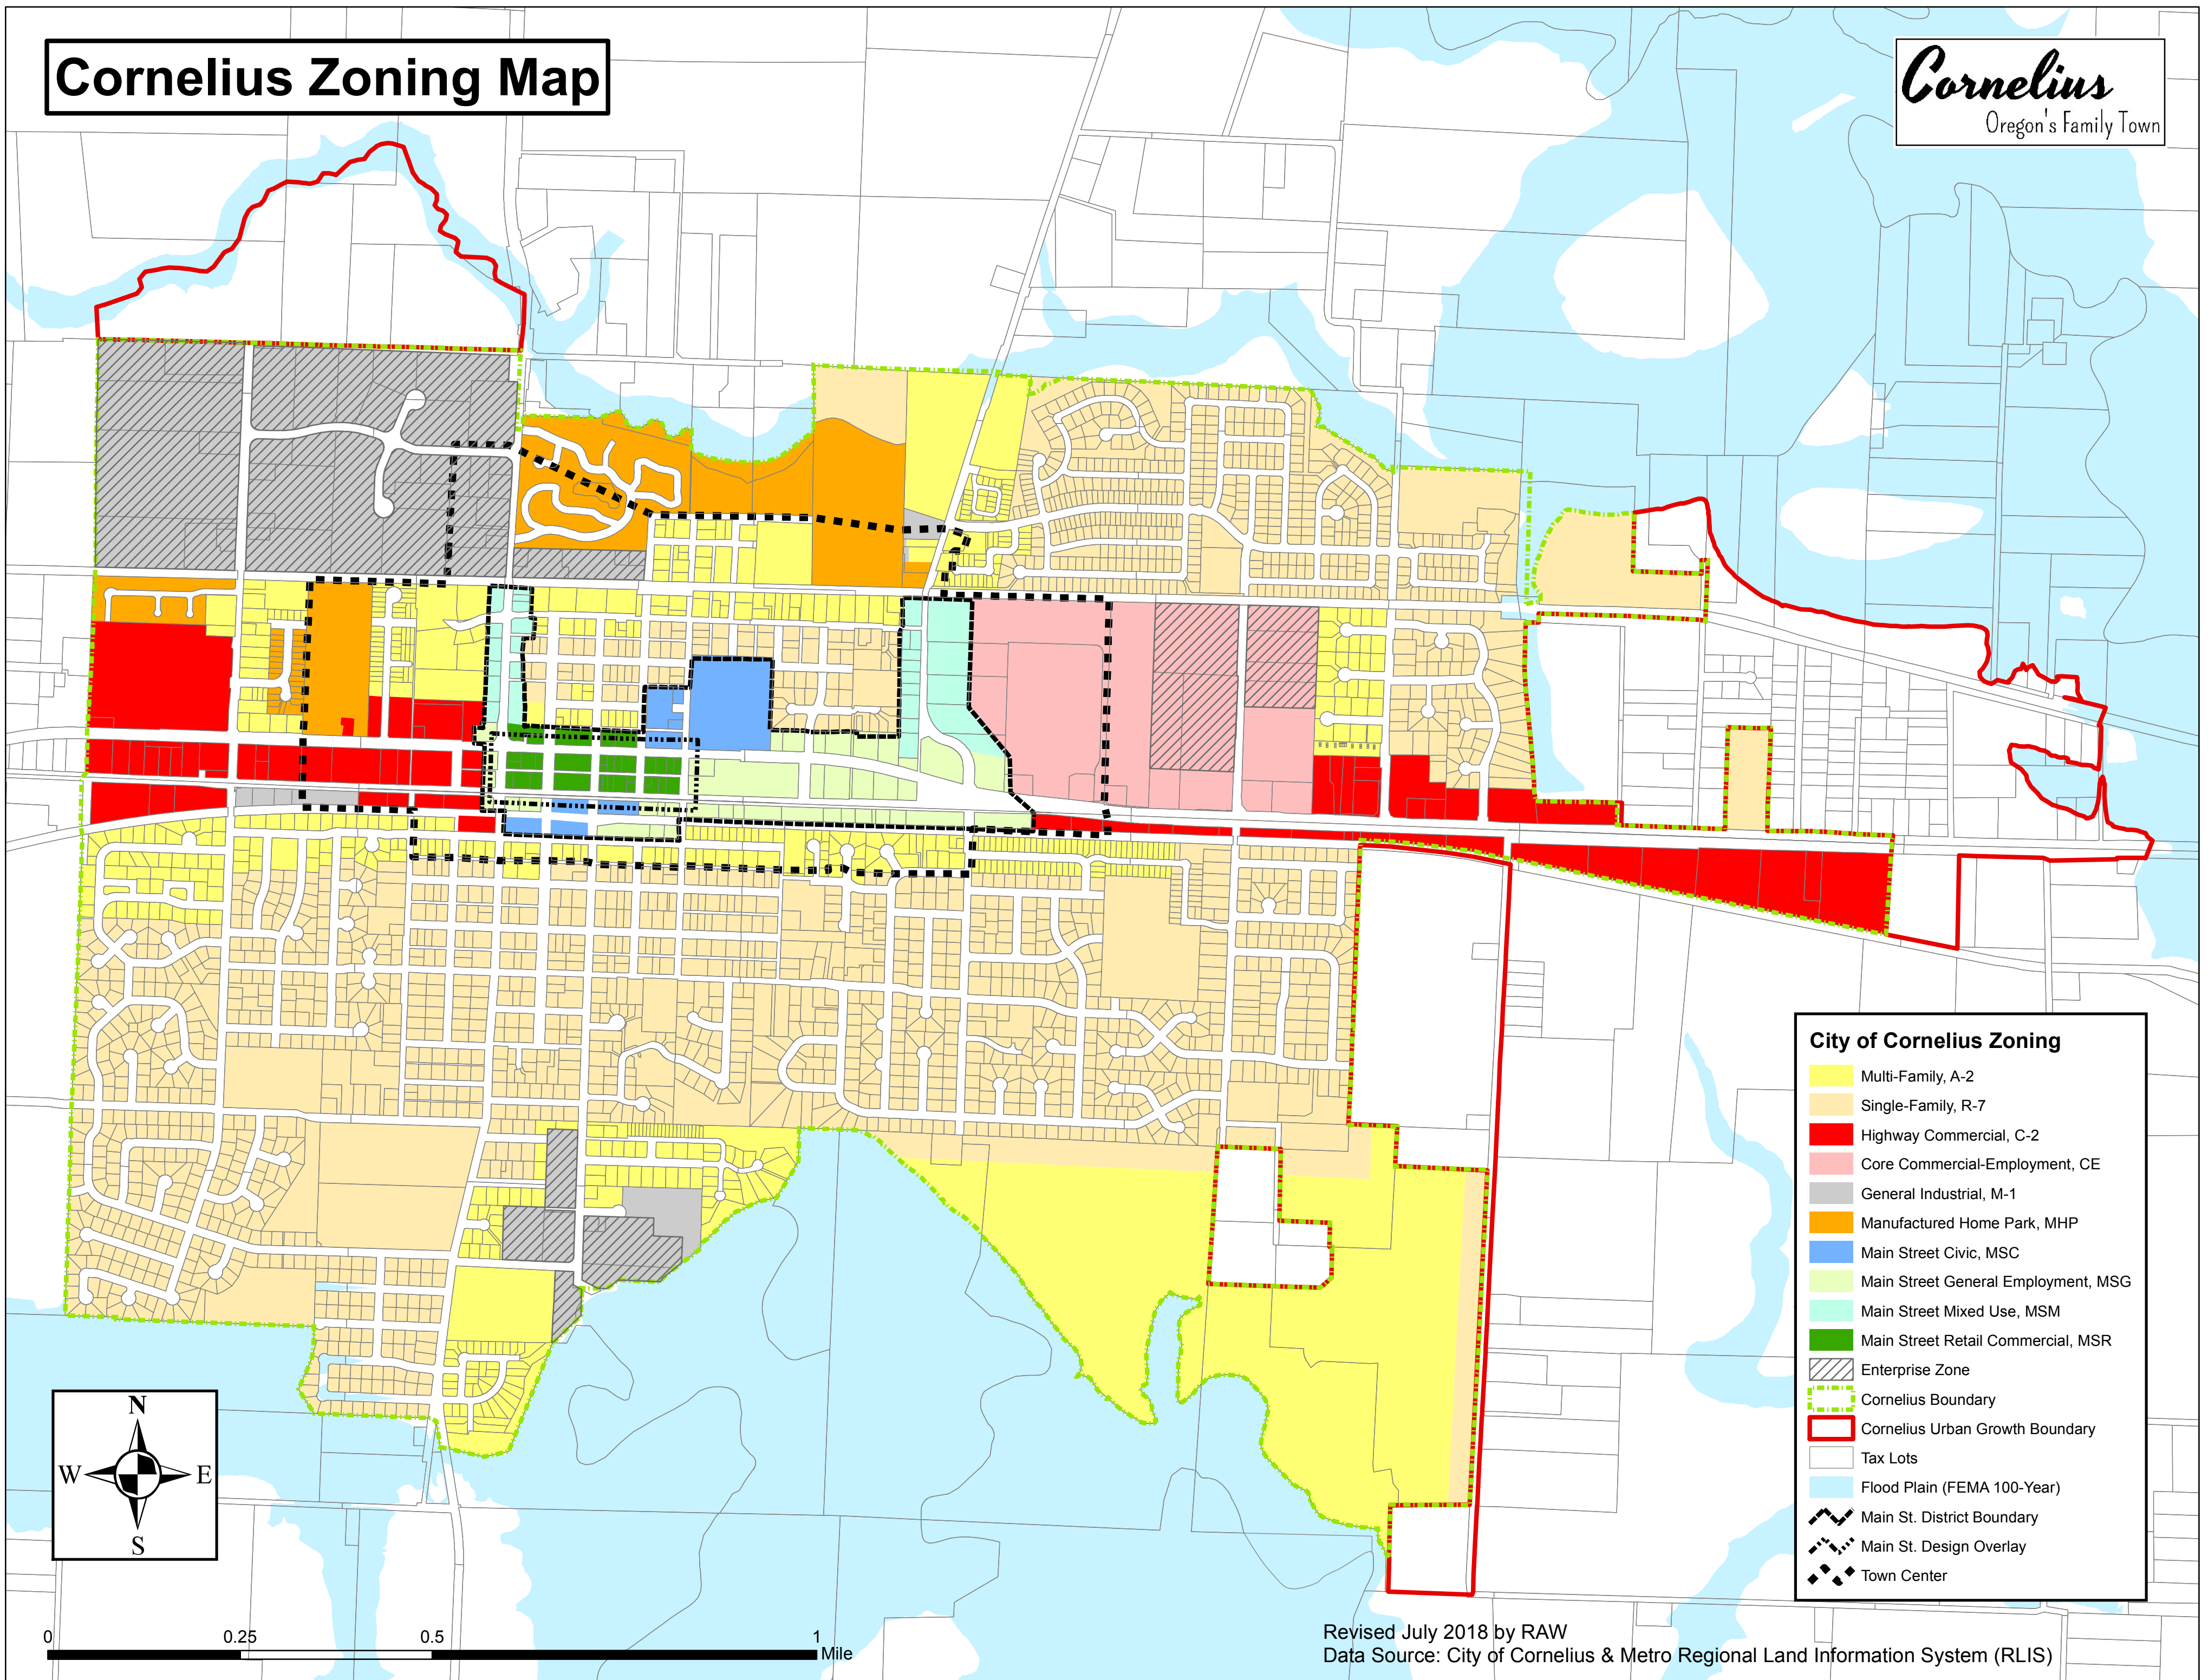 Cornelius Zoning Map
Cornelius
Oregon's Family Town
City of Cornelius Zoning
Multi-Family, A-2
Single-Family, R-7
Highway Commercial, C-2
Core Commercial-Employment, CE
General Industrial, M-1
Manufactured Home Park, MHP
Main Street Civic, MSC
Main Street General Employment, MSG
Main Street Mixed Use, MSM
Main Street Retail Commercial, MSR
Enterprise Zone
Cornelius Boundary
Cornelius Urban Growth Boundary
Tax Lots
Flood Plain (FEMA 100-Year)
Main St. District Boundary
Main St. Design Overlay
Town Center
N
W E
S
0 0.25 0.5 1
Mile
Revised July 2018 by RAW
Data Source: City of Cornelius & Metro Regional Land Information System (RLIS)